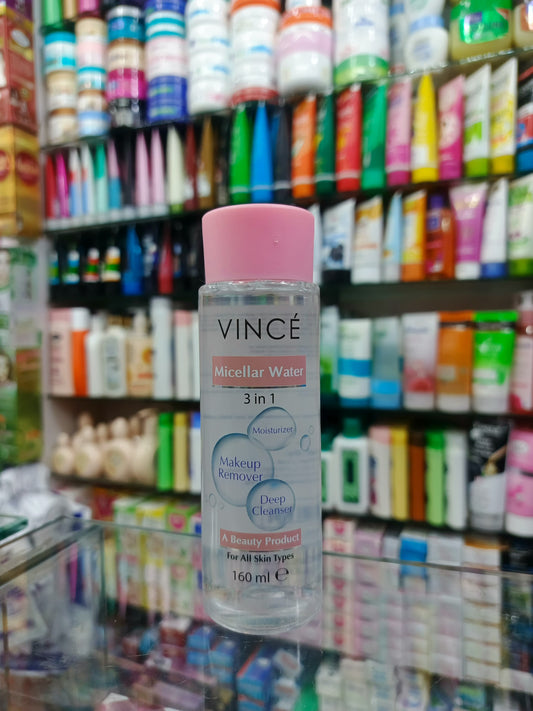 VINCÉ
Micellar Water
3 in 1
Moisturizer
Makeup
Remover
Deep
Cleanser
A Beauty Product
For All Skin Types
160 ml ℮